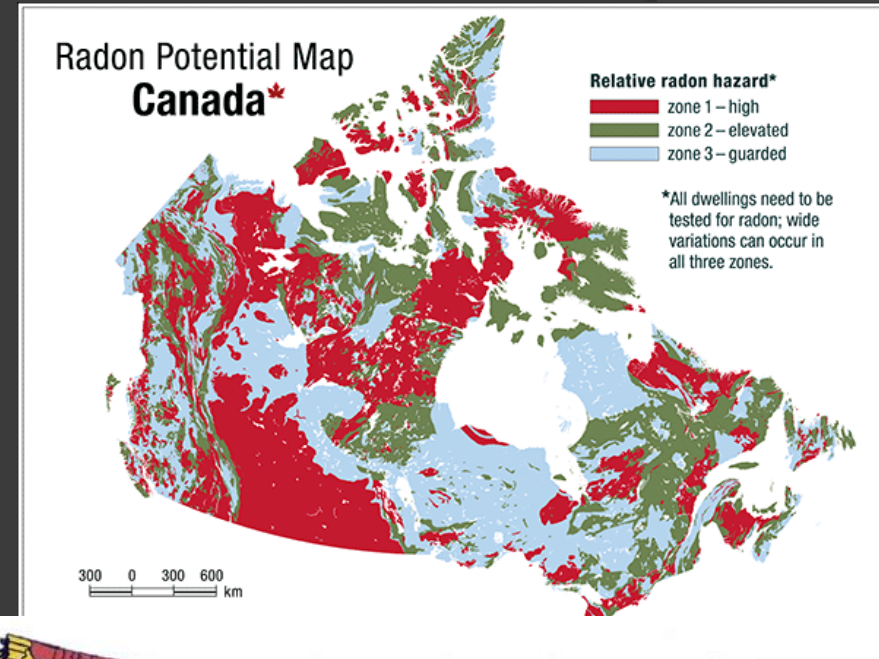 Radon Potential Map
Canada*
Relative radon hazard*
zone 1 – high
zone 2 – elevated
zone 3 – guarded
*All dwellings need to be
tested for radon; wide
variations can occur in
all three zones.
300 0 300 600
km